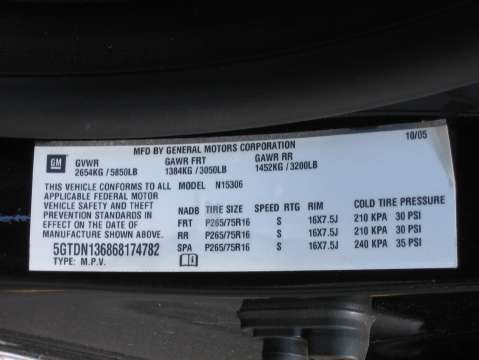 10/05
MFD BY GENERAL MOTORS CORPORATION
GM GVWR GAWR FRT GAWR RR
2654KG / 5850LB 1384KG / 3050LB 1452KG / 3200LB
THIS VEHICLE CONFORMS TO ALL
APPLICABLE FEDERAL MOTOR
VEHICLE SAFETY AND THEFT
PREVENTION STANDARDS IN
EFFECT ON THE DATE OF
MANUFACTURE SHOWN ABOVE.
5GTDN136868174782
TYPE: M.P.V.
MODEL N15306
NADB TIRE SIZE SPEED RTG RIM COLD TIRE PRESSURE
FRT P265/75R16 S 16X7.5J 210 KPA 30 PSI
RR P265/75R16 S 16X7.5J 210 KPA 30 PSI
SPA P265/75R16 S 16X7.5J 240 KPA 35 PSI